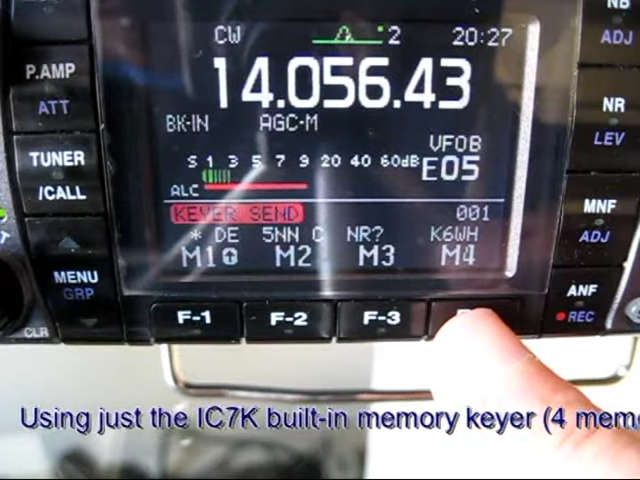 NB
CW 2 20:27
ADJ
P.AMP
ATT
14.056.43
BK-IN AGC-M
NR
LEV
VFOB
TUNER
/CALL
S 1 3 5 7 9 20 40 60dB E05
ALC
KEYER SEND 001
MNF
ADJ
* DE 5NN C NR? K6WH
M1 M2 M3 M4
MENU
GRP
ANF
REC
F-1 F-2 F-3
CLR
Using just the IC7K built-in memory keyer (4 mem